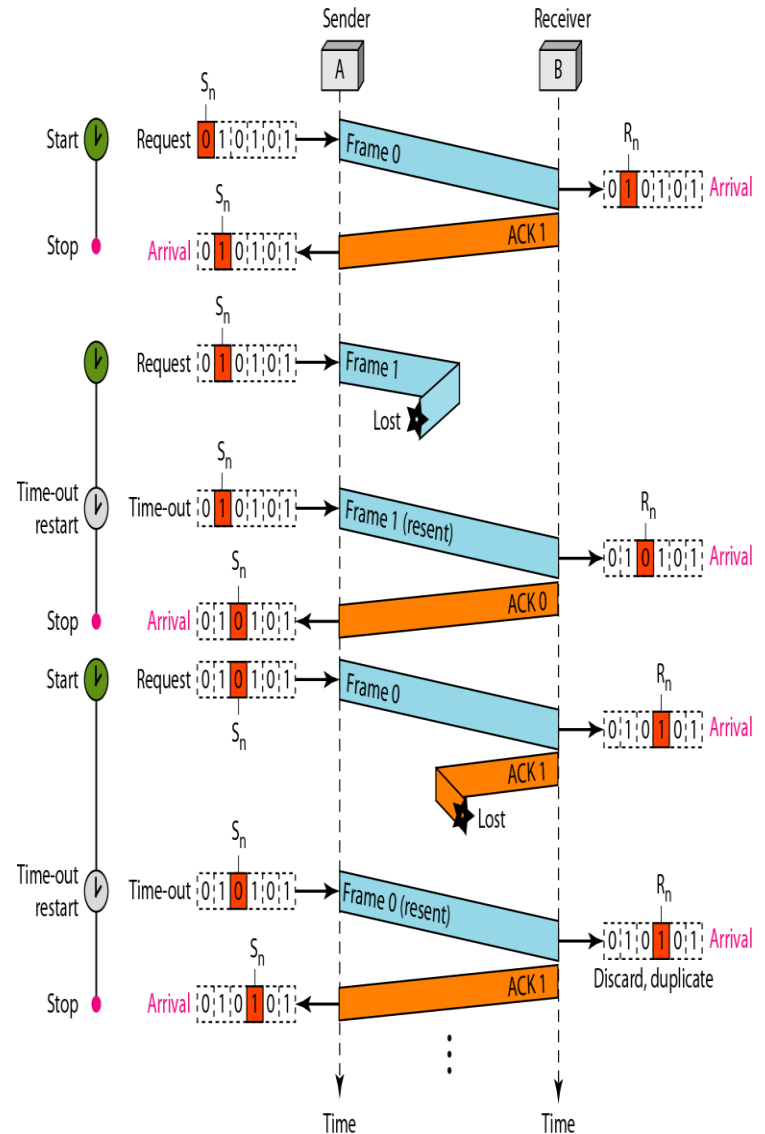 Sender Receiver
A B
Sn
Start Request 0 1 0 1 0 1 Frame 0
Rn
0 1 0 1 0 1 Arrival
Sn
Stop Arrival 0 1 0 1 0 1 ACK 1
Sn
Request 0 1 0 1 0 1 Frame 1
Lost
Sn
Time-out
restart
Time-out 0 1 0 1 0 1 Frame 1 (resent)
Rn
0 1 0 1 0 1 Arrival
Sn
Stop Arrival 0 1 0 1 0 1 ACK 0
Start Request 0 1 0 1 0 1 Frame 0
Sn
Rn
0 1 0 1 0 1 Arrival
ACK 1
Lost
Sn
Time-out
restart
Time-out 0 1 0 1 0 1 Frame 0 (resent)
Rn
0 1 0 1 0 1 Arrival
Discard, duplicate
Sn
Stop Arrival 0 1 0 1 0 1 ACK 1
Time Time